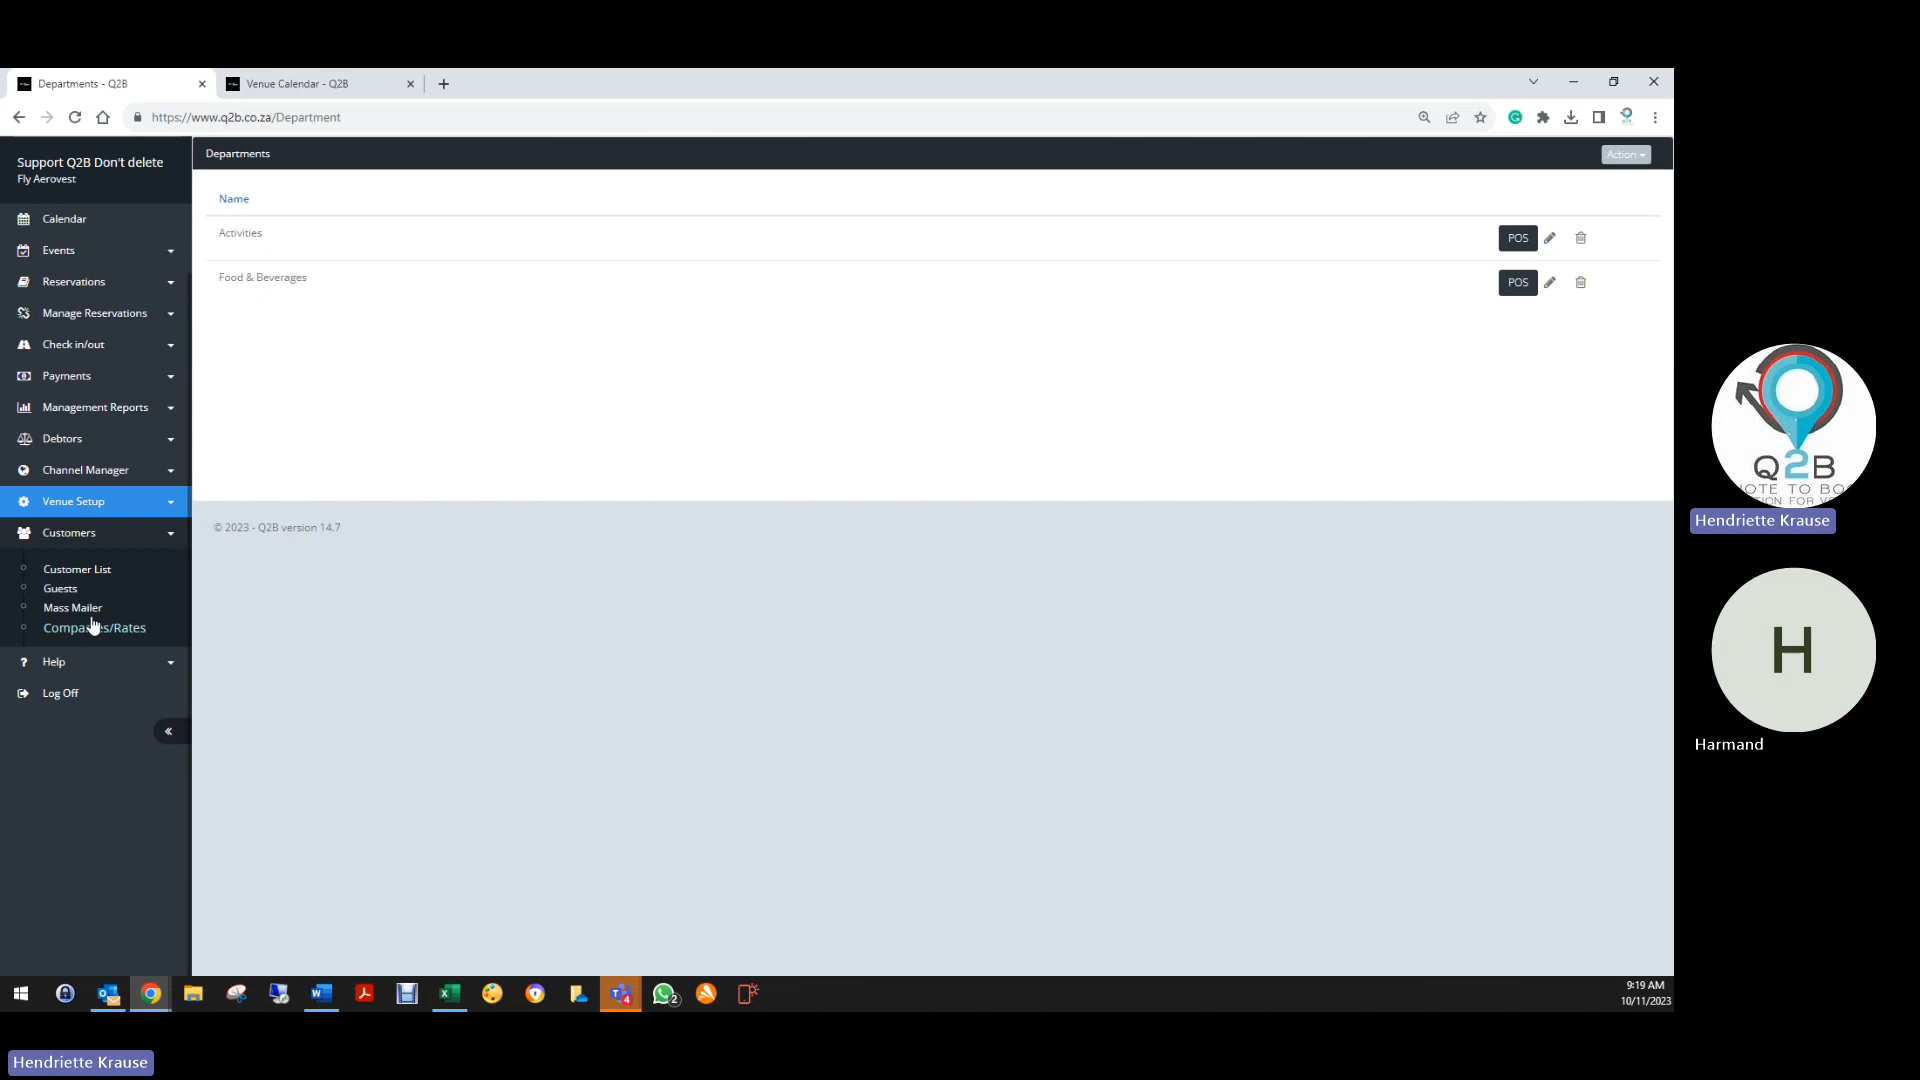 Departments - Q2B
Venue Calendar - Q2B
https://www.q2b.co.za/Department
Support Q2B Don't delete
Fly Aerovest
Departments
Action
Calendar
Events
Reservations
Manage Reservations
Check in/out
Payments
Management Reports
Debtors
Channel Manager
Venue Setup
Customers
Customer List
Guests
Mass Mailer
Companies/Rates
Help
Log Off
Name
Activities
POS
Food & Beverages
POS
© 2023 - Q2B version 14.7
Q2B
Hendriette Krause
H
Harmand
4
2
9:19 AM
10/11/2023
Hendriette Krause